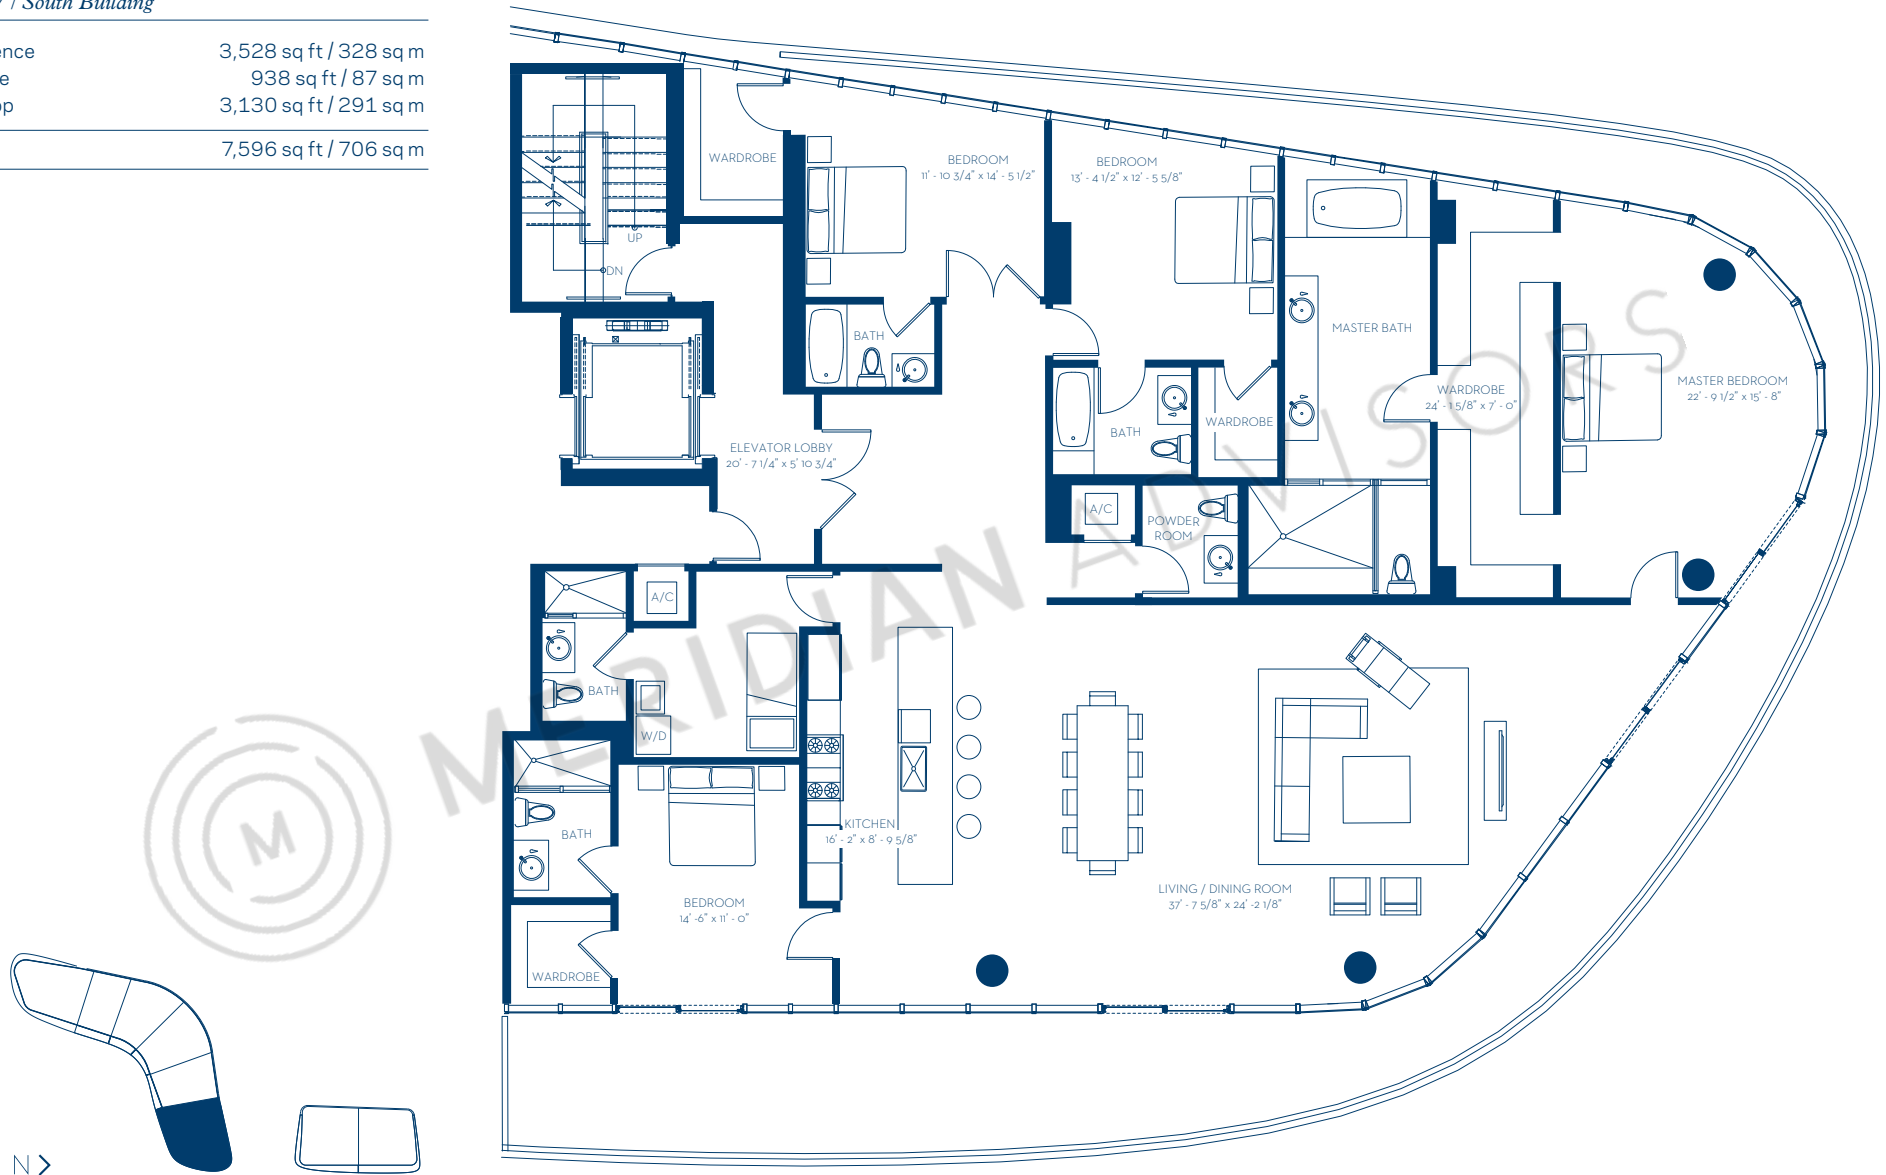 / South Building
ence 3,528 sq ft / 328 sq m
e 938 sq ft / 87 sq m
op 3,130 sq ft / 291 sq m
7,596 sq ft / 706 sq m
WARDROBE
BEDROOM
11' - 10 3/4" x 14' - 5 1/2"
BEDROOM
13' - 4 1/2" x 12' - 5 5/8"
UP
DN
BATH
MASTER BATH
WARDROBE
24' - 1 5/8" x 7' - 0"
MASTER BEDROOM
22' - 9 1/2" x 15' - 8"
ELEVATOR LOBBY
20' - 7 1/4" x 5' 10 3/4"
BATH
WARDROBE
A/C
POWDER
ROOM
A/C
BATH
W/D
BATH
KITCHEN
16' - 2" x 8' - 9 5/8"
BEDROOM
14' -6" x 11' - 0"
LIVING / DINING ROOM
37' - 7 5/8" x 24' -2 1/8"
WARDROBE
M MERIDIAN ADVISORS
N